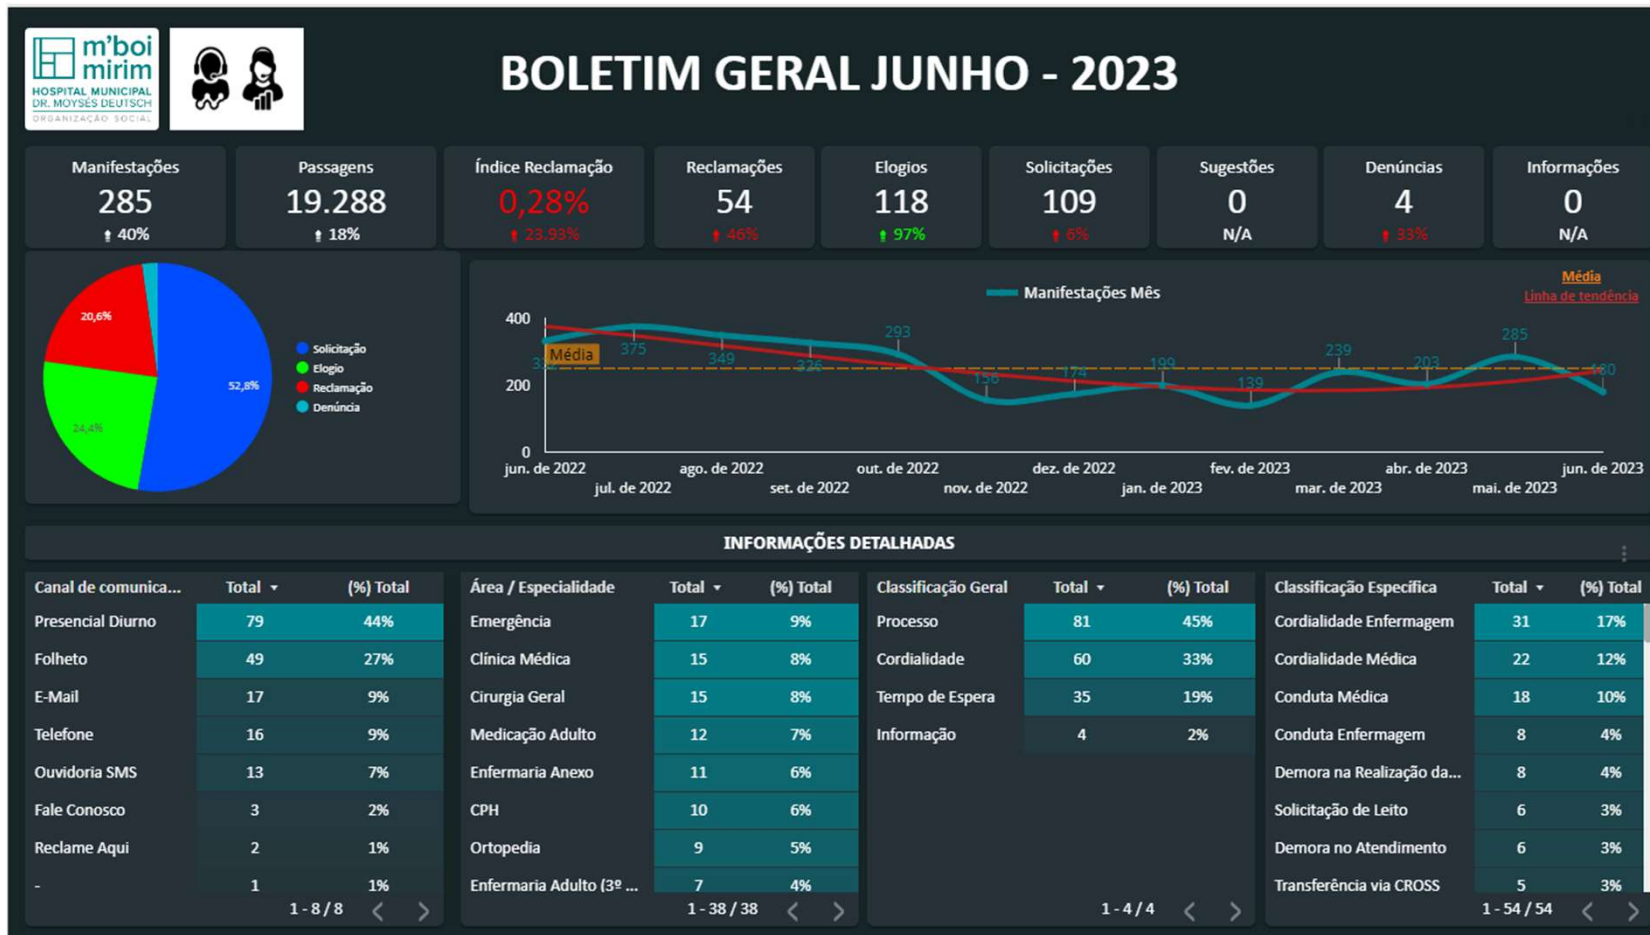 m'boi
mirim
HOSPITAL MUNICIPAL
DR. MOYSÉS DEUTSCH
ORGANIZAÇÃO SOCIAL
BOLETIM GERAL JUNHO - 2023
Manifestações Passagens Índice Reclamação Reclamações Elogios Solicitações Sugestões Denúncias Informações
285 19.288 0,28% 54 118 109 0 4 0
40% 18% 23.93% 46% 97% 6% N/A 33% N/A
20,6%
52,8%
24,4%
Solicitação
Elogio
Reclamação
Denúncia
Manifestações Mês
Média
Linha de tendência
400
200
0
Média
375 349 326 293 156 174 199 139 239 203 285 180
jun. de 2022 ago. de 2022 out. de 2022 dez. de 2022 fev. de 2023 abr. de 2023 jun. de 2023
jul. de 2022 set. de 2022 nov. de 2022 jan. de 2023 mar. de 2023 mai. de 2023
INFORMAÇÕES DETALHADAS
Canal de comunica... Total (%) Total
Presencial Diurno 79 44%
Folheto 49 27%
E-Mail 17 9%
Telefone 16 9%
Ouvidoria SMS 13 7%
Fale Conosco 3 2%
Reclame Aqui 2 1%
- 1 1%
1 - 8 / 8
Área / Especialidade Total (%) Total
Emergência 17 9%
Clínica Médica 15 8%
Cirurgia Geral 15 8%
Medicação Adulto 12 7%
Enfermaria Anexo 11 6%
CPH 10 6%
Ortopedia 9 5%
Enfermaria Adulto (3º ... 7 4%
1 - 38 / 38
Classificação Geral Total (%) Total
Processo 81 45%
Cordialidade 60 33%
Tempo de Espera 35 19%
Informação 4 2%
1 - 4 / 4
Classificação Específica Total (%) Total
Cordialidade Enfermagem 31 17%
Cordialidade Médica 22 12%
Conduta Médica 18 10%
Conduta Enfermagem 8 4%
Demora na Realização da... 8 4%
Solicitação de Leito 6 3%
Demora no Atendimento 6 3%
Transferência via CROSS 5 3%
1 - 54 / 54